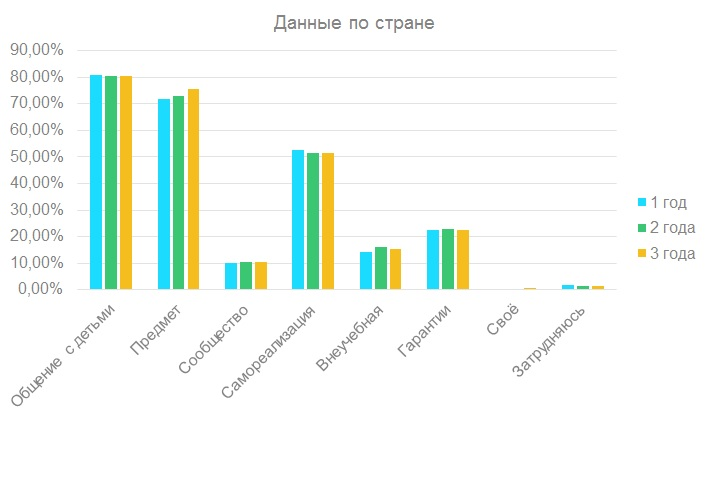 Данные по стране
90,00%
80,00%
70,00%
60,00%
50,00%
40,00%
30,00%
20,00%
10,00%
0,00%
Общение с детьми
Предмет
Сообщество
Самореализация
Внеучебная
Гарантии
Своё
Затрудняюсь
1 год
2 года
3 года